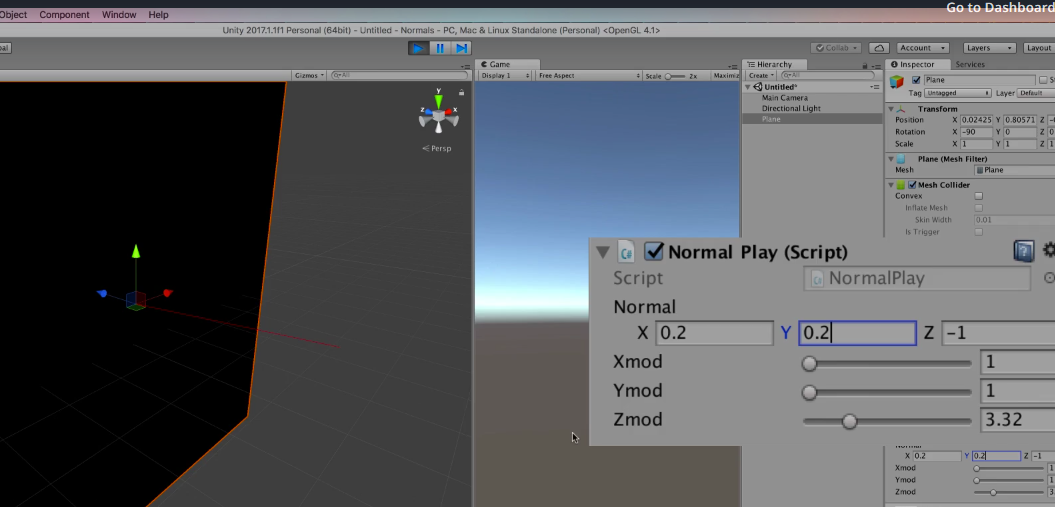 Go to Dashboard
Object Component Window Help
Unity 2017.1.1f1 Personal (64bit) - Untitled - Normals - PC, Mac & Linux Standalone (Personal) <OpenGL 4.1>
Collab Account Layers Layout
Gizmos All
Game
Display 1 Free Aspect Scale 2x Maximiz
Hierarchy
Create All
Untitled*
Main Camera
Directional Light
Plane
Inspector Services
Plane
Tag Untagged Layer Default
Transform
Position X 0.02425 Y 0.80571 Z
Rotation X -90 Y 0 Z 0
Scale X 1 Y 1 Z 1
Plane (Mesh Filter)
Mesh Plane
Mesh Collider
Convex
Inflate Mesh
Skin Width 0.01
Is Trigger
y
z x
Persp
Normal Play (Script)
Script NormalPlay
Normal
X 0.2 Y 0.2 Z -1
Xmod 1
Ymod 1
Zmod 3.32
Normal
X 0.2 Y 0.2 Z -1
Xmod 1
Ymod 1
Zmod 3